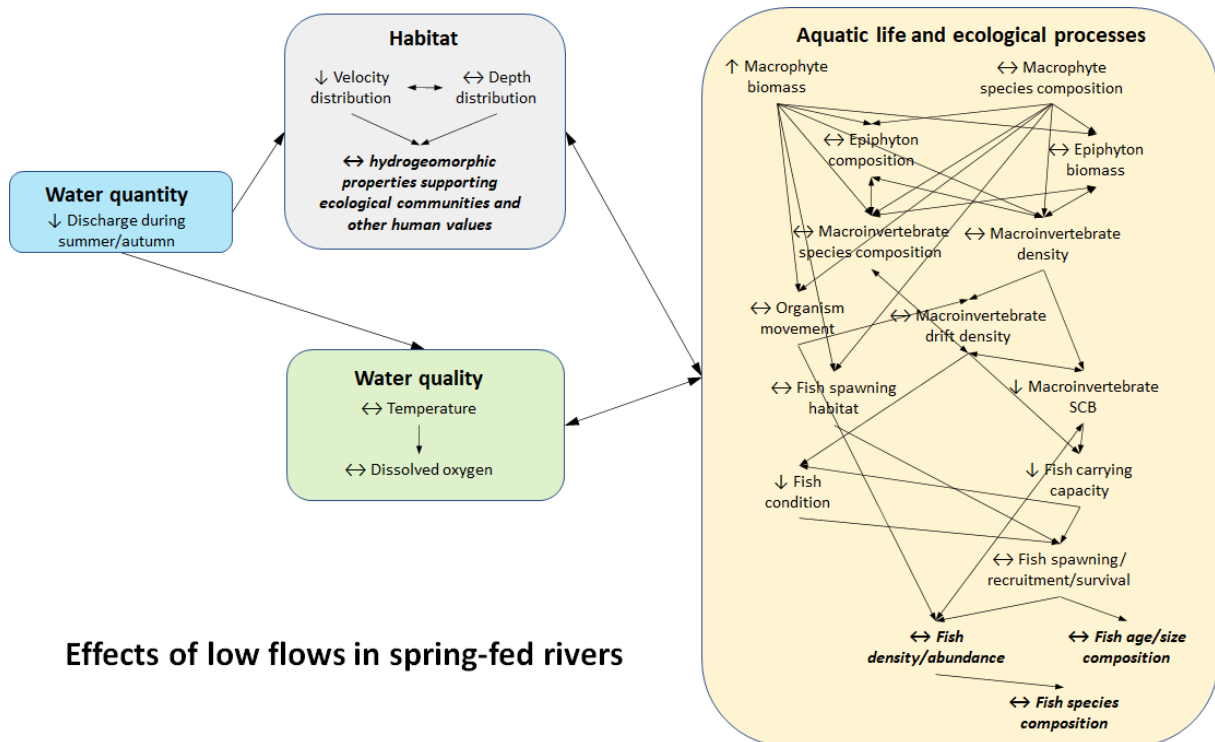 Habitat
↓ Velocity
distribution
↔ Depth
distribution
↔ hydrogeomorphic
properties supporting
ecological communities and
other human values
Water quantity
↓ Discharge during
summer/autumn
Water quality
↔ Temperature
↔ Dissolved oxygen
Aquatic life and ecological processes
↑ Macrophyte
biomass
↔ Macrophyte
species composition
↔ Epiphyton
composition
↔ Epiphyton
biomass
↔ Macroinvertebrate
species composition
↔ Macroinvertebrate
density
↔ Organism
movement
↔ Macroinvertebrate
drift density
↔ Fish spawning
habitat
↓ Macroinvertebrate
SCB
↓ Fish
condition
↓ Fish carrying
capacity
↔ Fish spawning/
recruitment/survival
↔ Fish
density/abundance
↔ Fish age/size
composition
↔ Fish species
composition
Effects of low flows in spring-fed rivers